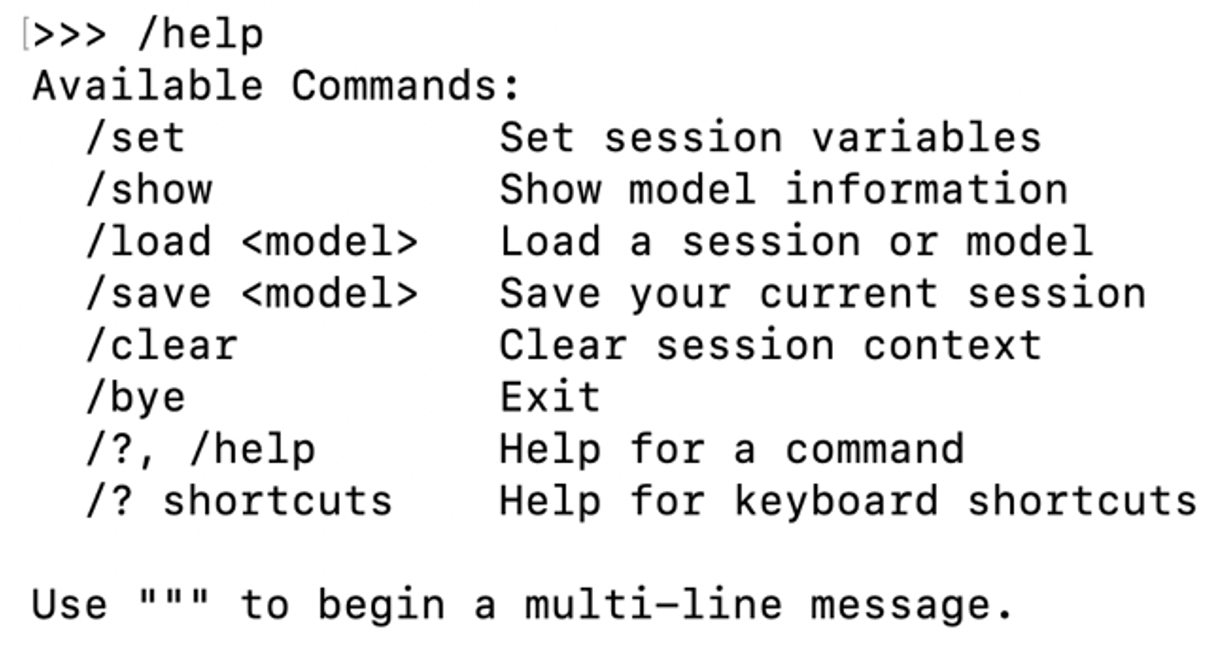 >>> /help
Available Commands:
  /set            Set session variables
  /show           Show model information
  /load <model>   Load a session or model
  /save <model>   Save your current session
  /clear          Clear session context
  /bye            Exit
  /?, /help       Help for a command
  /? shortcuts    Help for keyboard shortcuts

Use """ to begin a multi-line message.